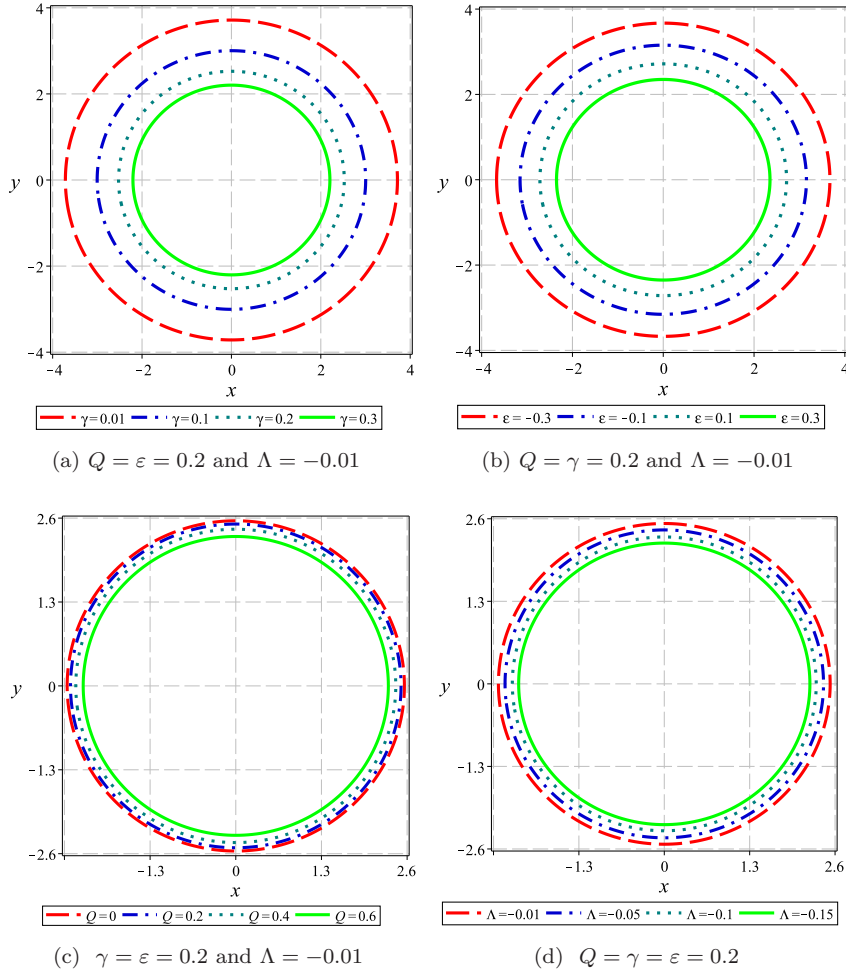 4
2
y
0
−2
−4
−4
−2
0
2
4
x
γ=0.01 γ=0.1 γ=0.2 γ=0.3
(a) Q = ε = 0.2 and Λ = −0.01
4
2
y
0
−2
−4
−4
−2
0
2
4
x
ε=−0.3 ε=−0.1 ε=0.1 ε=0.3
(b) Q = γ = 0.2 and Λ = −0.01
2.6
1.3
y
0
−1.3
−2.6
−1.3
0
1.3
2.6
x
Q=0 Q=0.2 Q=0.4 Q=0.6
(c) γ = ε = 0.2 and Λ = −0.01
2.6
1.3
y
0
−1.3
−2.6
−1.3
0
1.3
2.6
x
Λ=−0.01 Λ=−0.05 Λ=−0.1 Λ=−0.15
(d) Q = γ = ε = 0.2